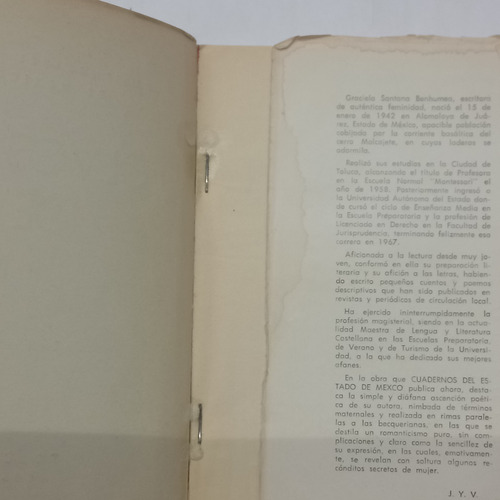 Graciela Santana Benhumea, escritora
de auténtica feminidad, nació el 18 de
enero de 1942 en Almoloya de Juá-
rez, Estado de México, apacible población
cobijada por la corriente basáltica del
cerro Molcajete, en cuyas laderas se
adormila.
Realizó sus estudios en la Ciudad de
Toluca, alcanzando el título de Profesora
en la Escuela Normal "Montessori" el
año de 1958. Posteriormente ingresó a
la Universidad Autónoma del Estado don-
de cursó el ciclo de Enseñanza Media en
la Escuela Preparatoria y la profesión de
Licenciado en Derecho en la Facultad de
Jurisprudencia, terminando felizmente esa
carrera en 1967.
Aficionada a la lectura desde muy jo-
ven, conformó en ella su preparación li-
teraria y su afición a las letras, habien-
do escrito pequeños cuentos y poemas
descriptivos que han sido publicados en
revistas y periódicos de circulación local.
Ha ejercido ininterrumpidamente la
profesión magisterial, siendo en la actua-
lidad Maestra de Lengua y Literatura
Castellana en las Escuelas Preparatoria,
de Verano y de Turismo de la Universi-
dad, a la que ha dedicado sus mejores
afanes.
En la obra que CUADERNOS DEL ES-
TADO DE MEXICO publica ahora, desta-
ca la simple y diáfana ascención poéri-
ca de su autora, nimbada de términos
maternales y realizada en rimas parale-
las a las becquerianas, en las que se
destila un romanticismo puro, sin com-
plicaciones y claro como la sencillez de
su expresión, en las cuales, emotivamen-
te, se revelan con soltura algunos re-
cónditos secretos de mujer.
J. Y. V.